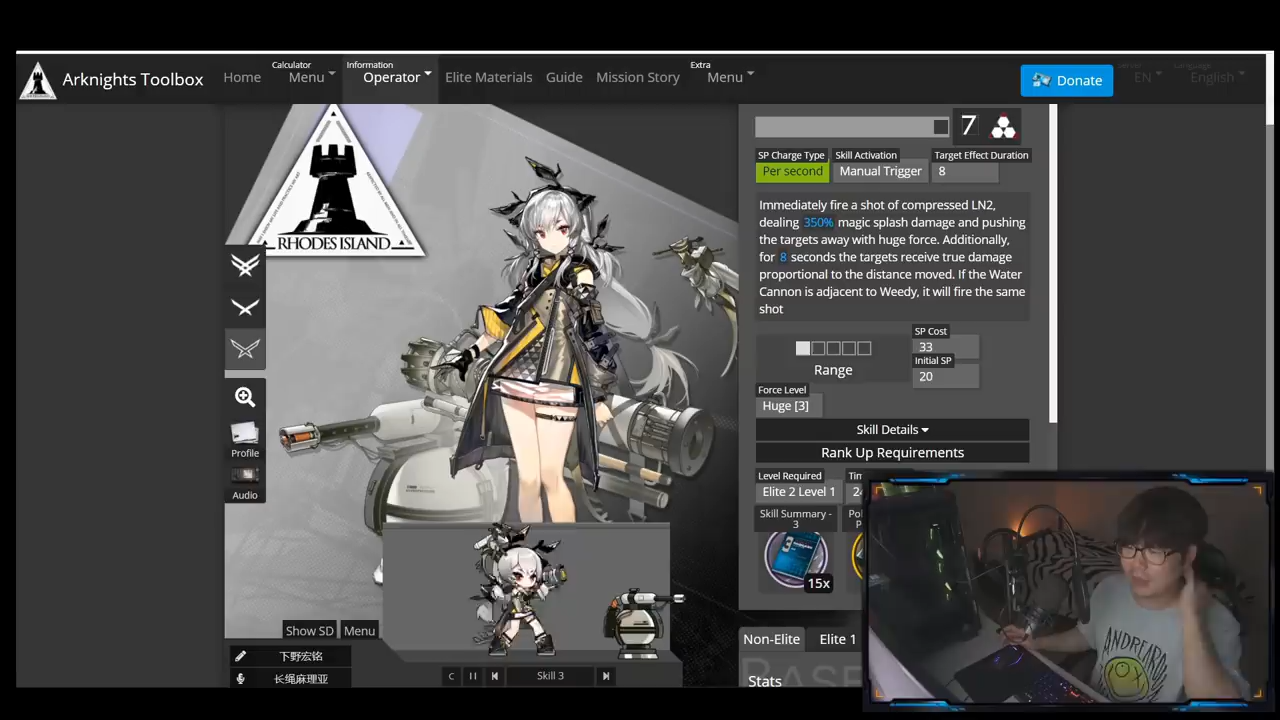 Arknights Toolbox
Home
Calculator
Menu
Information
Operator
Elite Materials
Guide
Mission Story
Extra
Menu
Donate
EN
Language
English
RHODES ISLAND
Profile
Audio
Show SD
Menu
下野宏铭
长绳麻理亚
C
Skill 3
7
SP Charge Type
Per second
Skill Activation
Manual Trigger
Target Effect Duration
8
Immediately fire a shot of compressed LN2,
dealing 350% magic splash damage and pushing
the targets away with huge force. Additionally,
for 8 seconds the targets receive true damage
proportional to the distance moved. If the Water
Cannon is adjacent to Weedy, it will fire the same
shot
Range
SP Cost
33
Initial SP
20
Force Level
Huge [3]
Skill Details
Rank Up Requirements
Level Required
Elite 2 Level 1
Skill Summary -
3
15x
Non-Elite
Elite 1
Stats